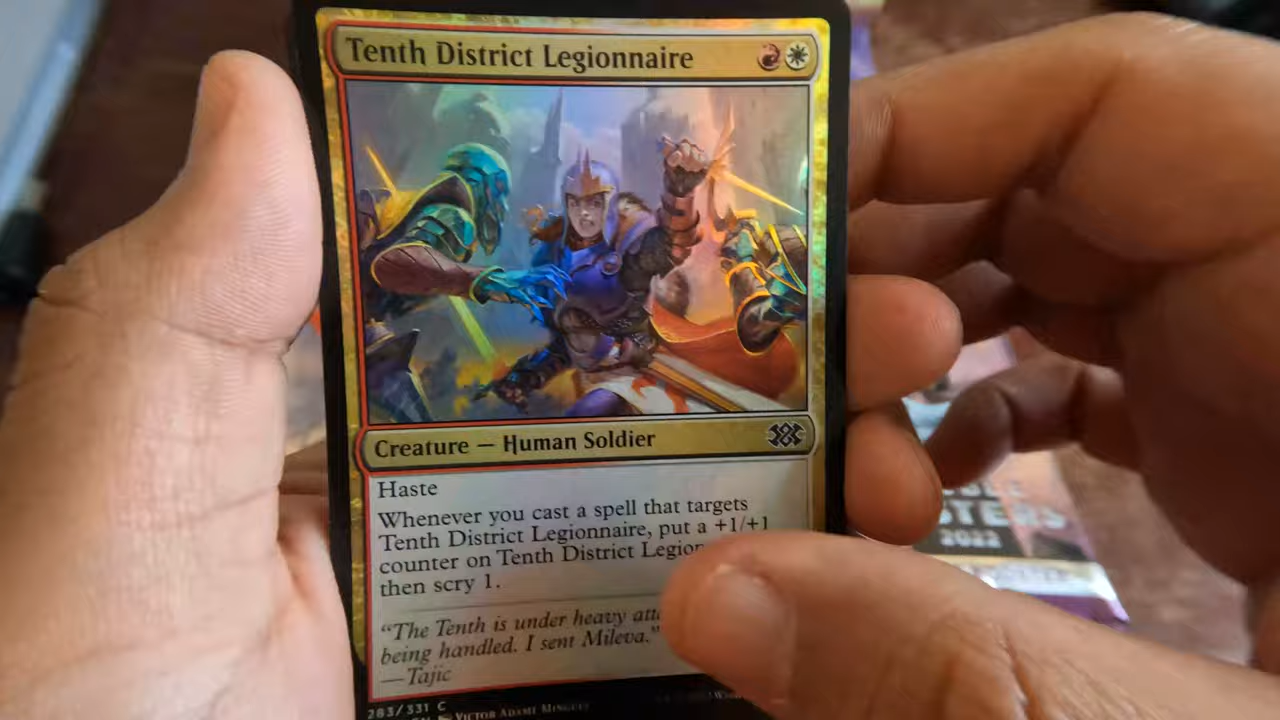 Tenth District Legionnaire
Creature — Human Soldier
Haste
Whenever you cast a spell that targets
Tenth District Legionnaire, put a +1/+1
counter on Tenth District Legion
then scry 1.
"The Tenth is under heavy
being handled. I sent Mileva."
—Tajic
283/331 C
Victor Adame Minguez
2022